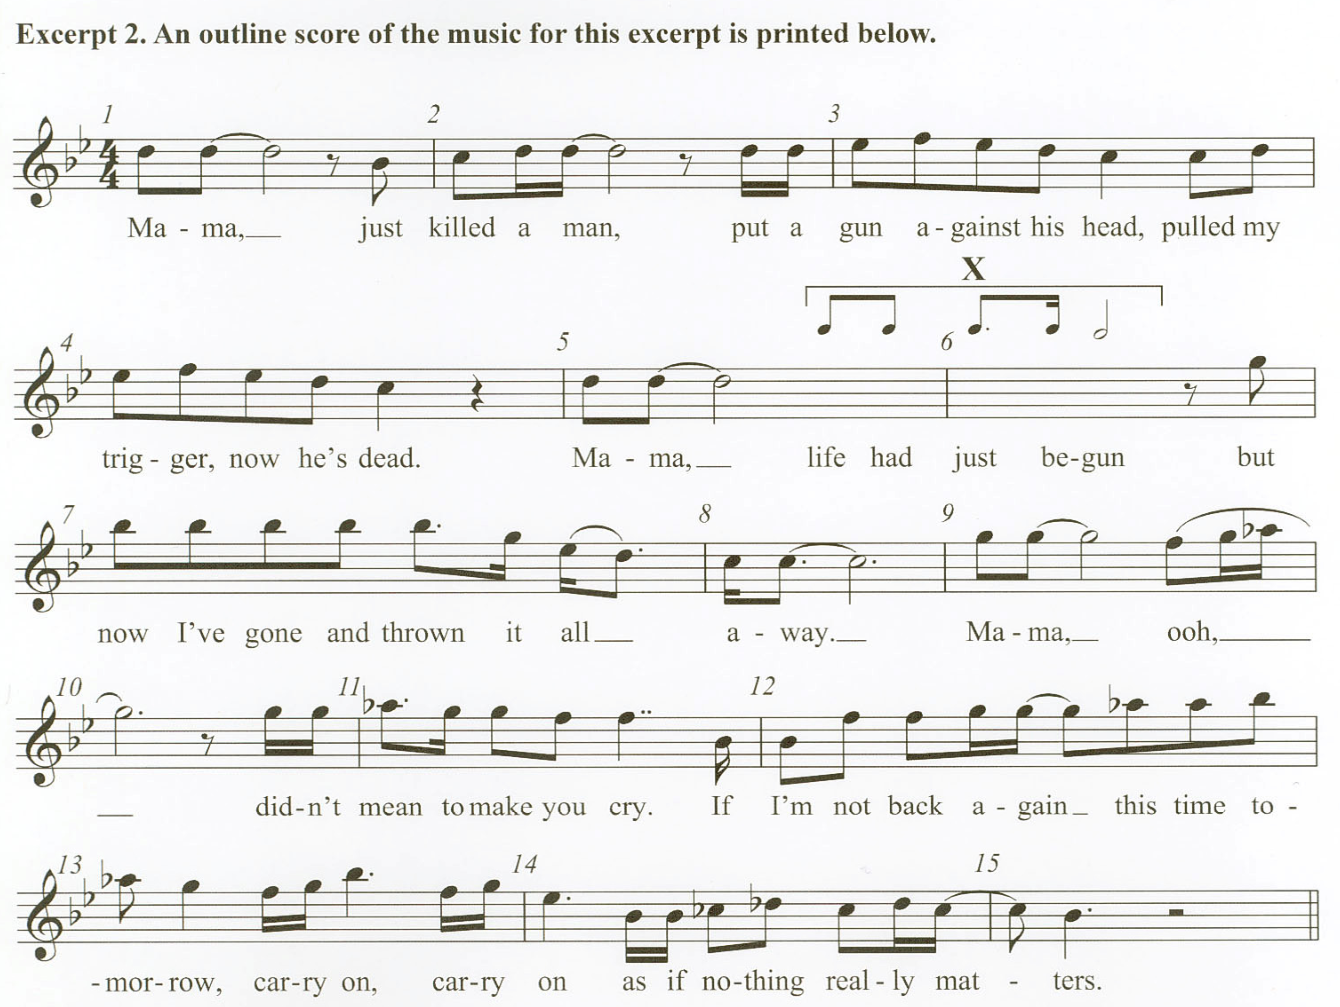 Excerpt 2. An outline score of the music for this excerpt is printed below.
1 2 3
4 4
Ma - ma, just killed a man, put a gun a - gainst his head, pulled my
X
4 5 6
trig - ger, now he's dead. Ma - ma, life had just be-gun but
7 8 9
now I've gone and thrown it all a - way. Ma - ma, ooh,
10 11 12
did-n't mean to make you cry. If I'm not back a - gain this time to -
13 14 15
- mor- row, car-ry on, car-ry on as if no-thing real - ly mat - ters.